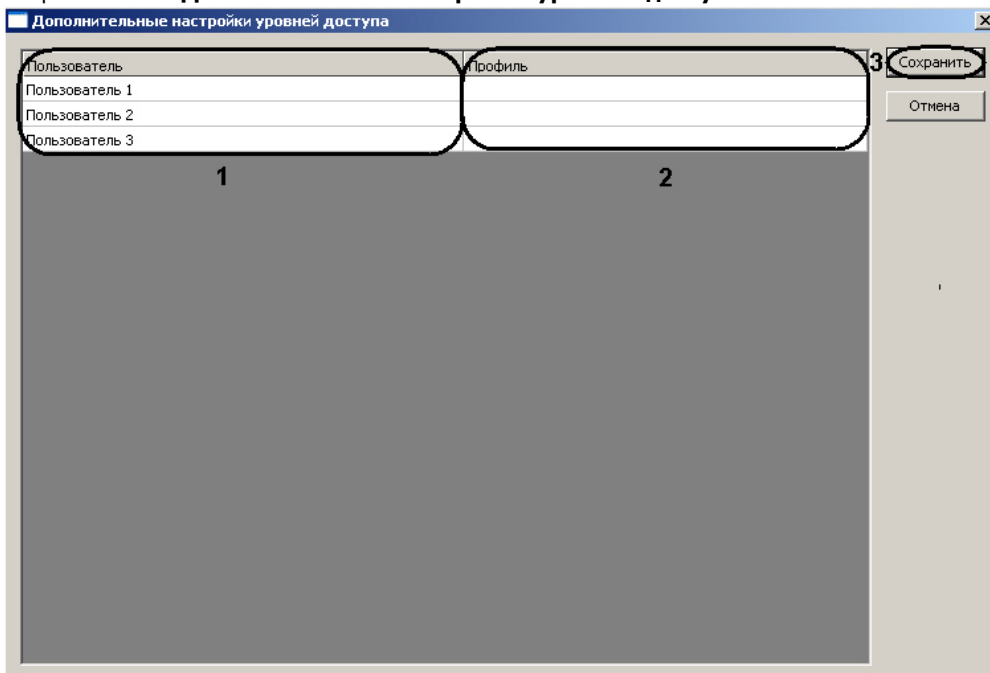 Дополнительные настройки уровней доступа
Пользователь Профиль
Пользователь 1
Пользователь 2
Пользователь 3
3 Сохранить
Отмена
1 2